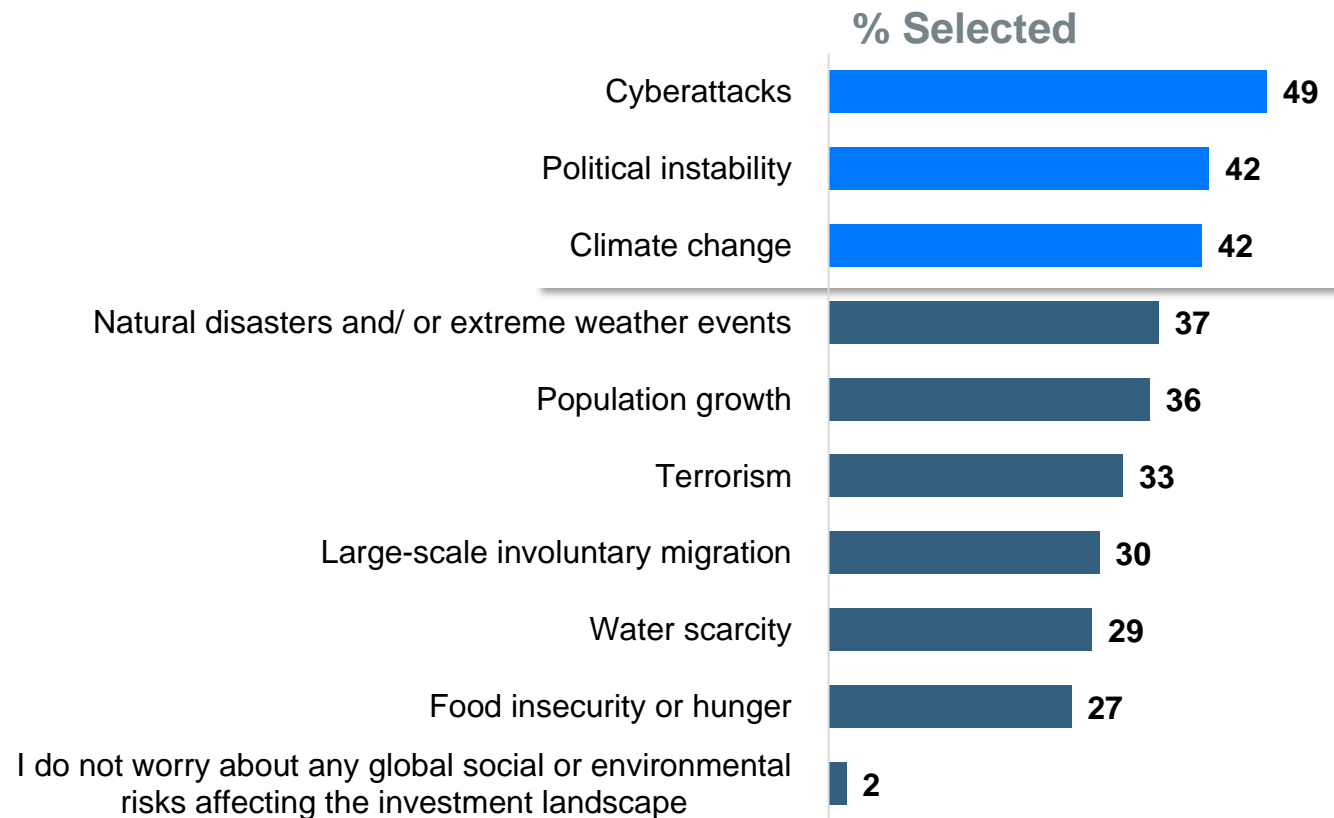 % Selected
Cyberattacks 49
Political instability 42
Climate change 42
Natural disasters and/ or extreme weather events 37
Population growth 36
Terrorism 33
Large-scale involuntary migration 30
Water scarcity 29
Food insecurity or hunger 27
I do not worry about any global social or environmental
risks affecting the investment landscape 2